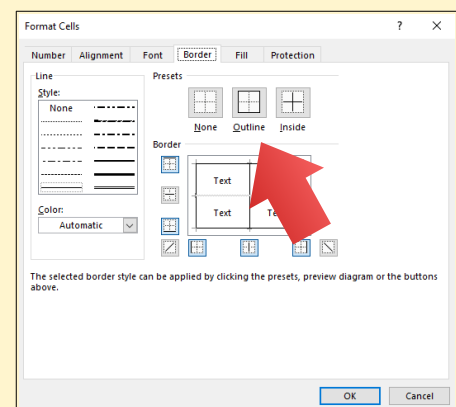 Format Cells ? ×
Number Alignment Font Border Fill Protection
Line
Style:
None
Color:
Automatic
Presets
None Outline Inside
Border
Text
Text
The selected border style can be applied by clicking the presets, preview diagram or the buttons
above.
OK Cancel